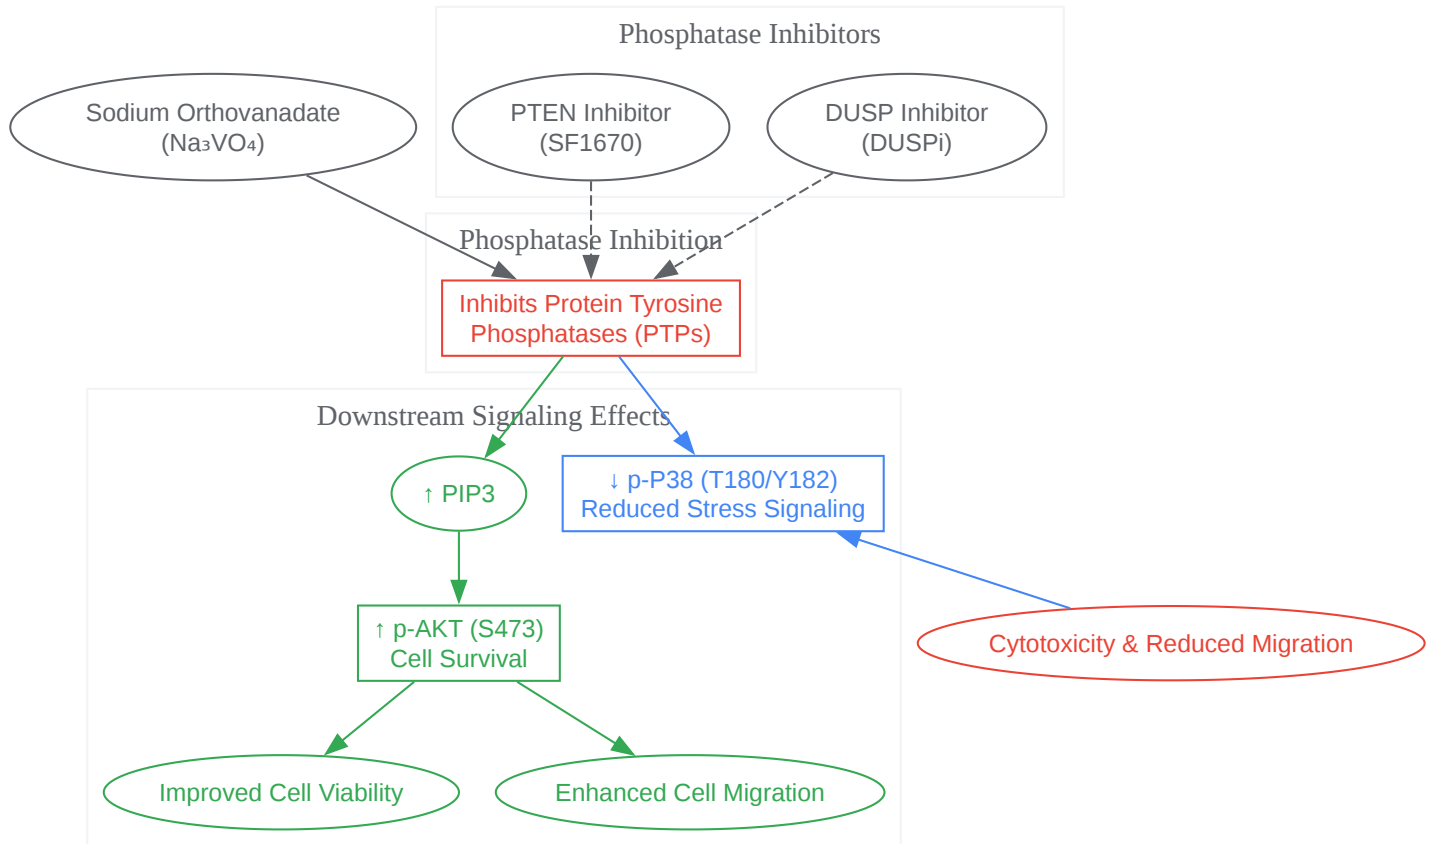 Phosphatase Inhibitors
Sodium Orthovanadate
(Na₃VO₄)
PTEN Inhibitor
(SF1670)
DUSP Inhibitor
(DUSPi)
Phosphatase Inhibition
Inhibits Protein Tyrosine
Phosphatases (PTPs)
Downstream Signaling Effects
↑ PIP3
↓ p-P38 (T180/Y182)
Reduced Stress Signaling
↑ p-AKT (S473)
Cell Survival
Cytotoxicity & Reduced Migration
Improved Cell Viability
Enhanced Cell Migration